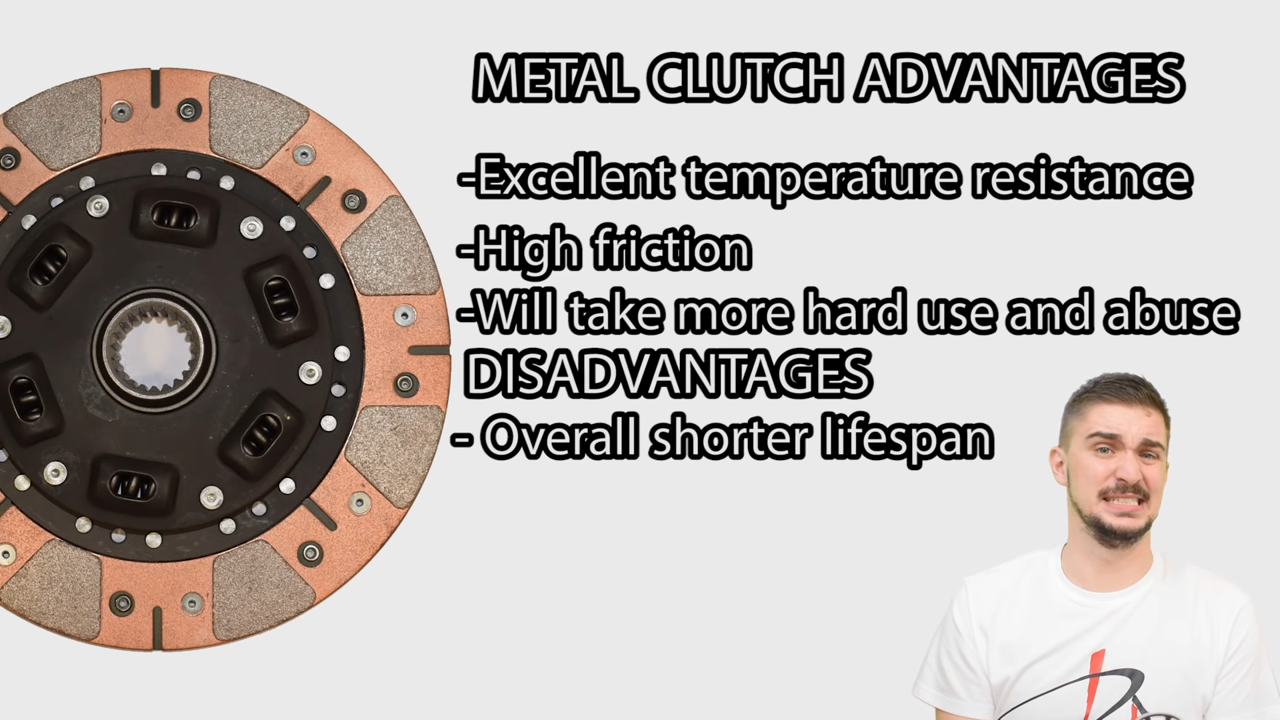 METAL CLUTCH ADVANTAGES
-Excellent temperature resistance
-High friction
-Will take more hard use and abuse
DISADVANTAGES
- Overall shorter lifespan